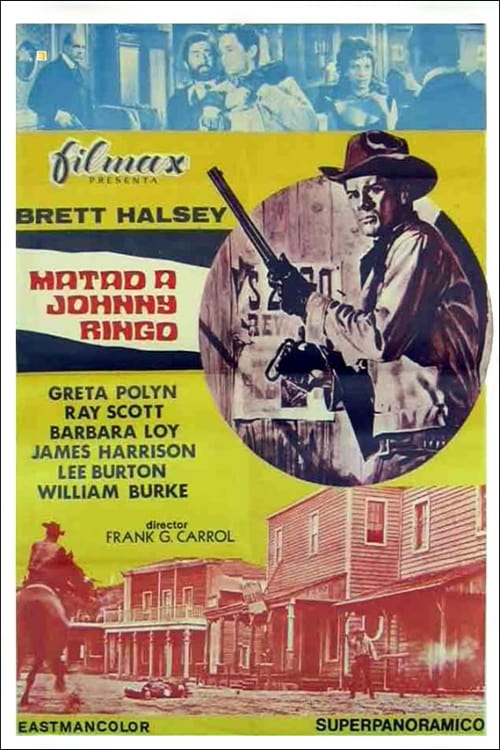 filmax
PRESENTA
BRETT HALSEY
MATAD A
JOHNNY
RINGO
GRETA POLYN
RAY SCOTT
BARBARA LOY
JAMES HARRISON
LEE BURTON
WILLIAM BURKE
director
FRANK G. CARROL
EASTMANCOLOR
SUPERPANORAMICO